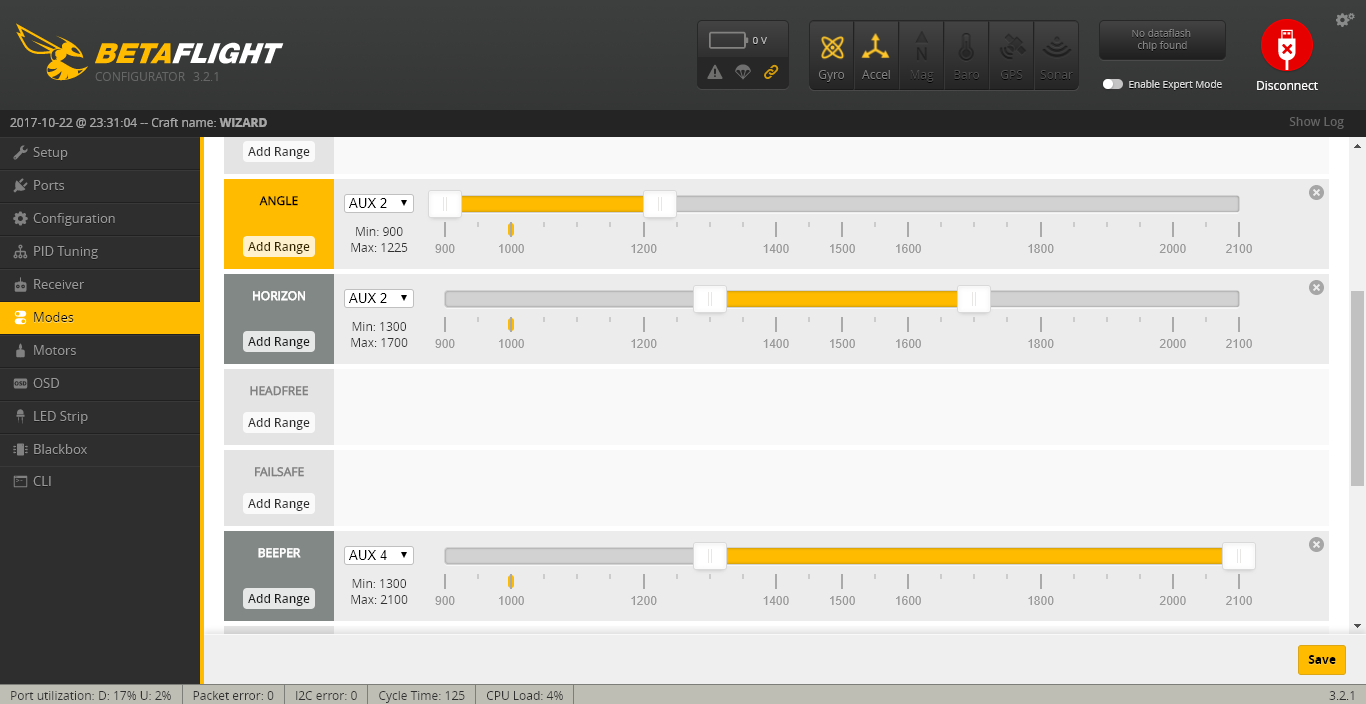 BETAFLIGHT
CONFIGURATOR 3.2.1
0 V
Gyro
Accel
Mag
Baro
GPS
Sonar
No dataflash
chip found
Enable Expert Mode
Disconnect
2017-10-22 @ 23:31:04 -- Craft name: WIZARD
Show Log
Setup
Ports
Configuration
PID Tuning
Receiver
Modes
Motors
OSD
OSD
LED Strip
Blackbox
CLI
Add Range
ANGLE
Add Range
AUX 2
Min: 900
Max: 1225
900 1000 1200 1400 1500 1600 1800 2000 2100
HORIZON
Add Range
AUX 2
Min: 1300
Max: 1700
900 1000 1200 1400 1500 1600 1800 2000 2100
HEADFREE
Add Range
FAILSAFE
Add Range
BEEPER
Add Range
AUX 4
Min: 1300
Max: 2100
900 1000 1200 1400 1500 1600 1800 2000 2100
Save
Port utilization: D: 17% U: 2%
Packet error: 0
I2C error: 0
Cycle Time: 125
CPU Load: 4%
3.2.1